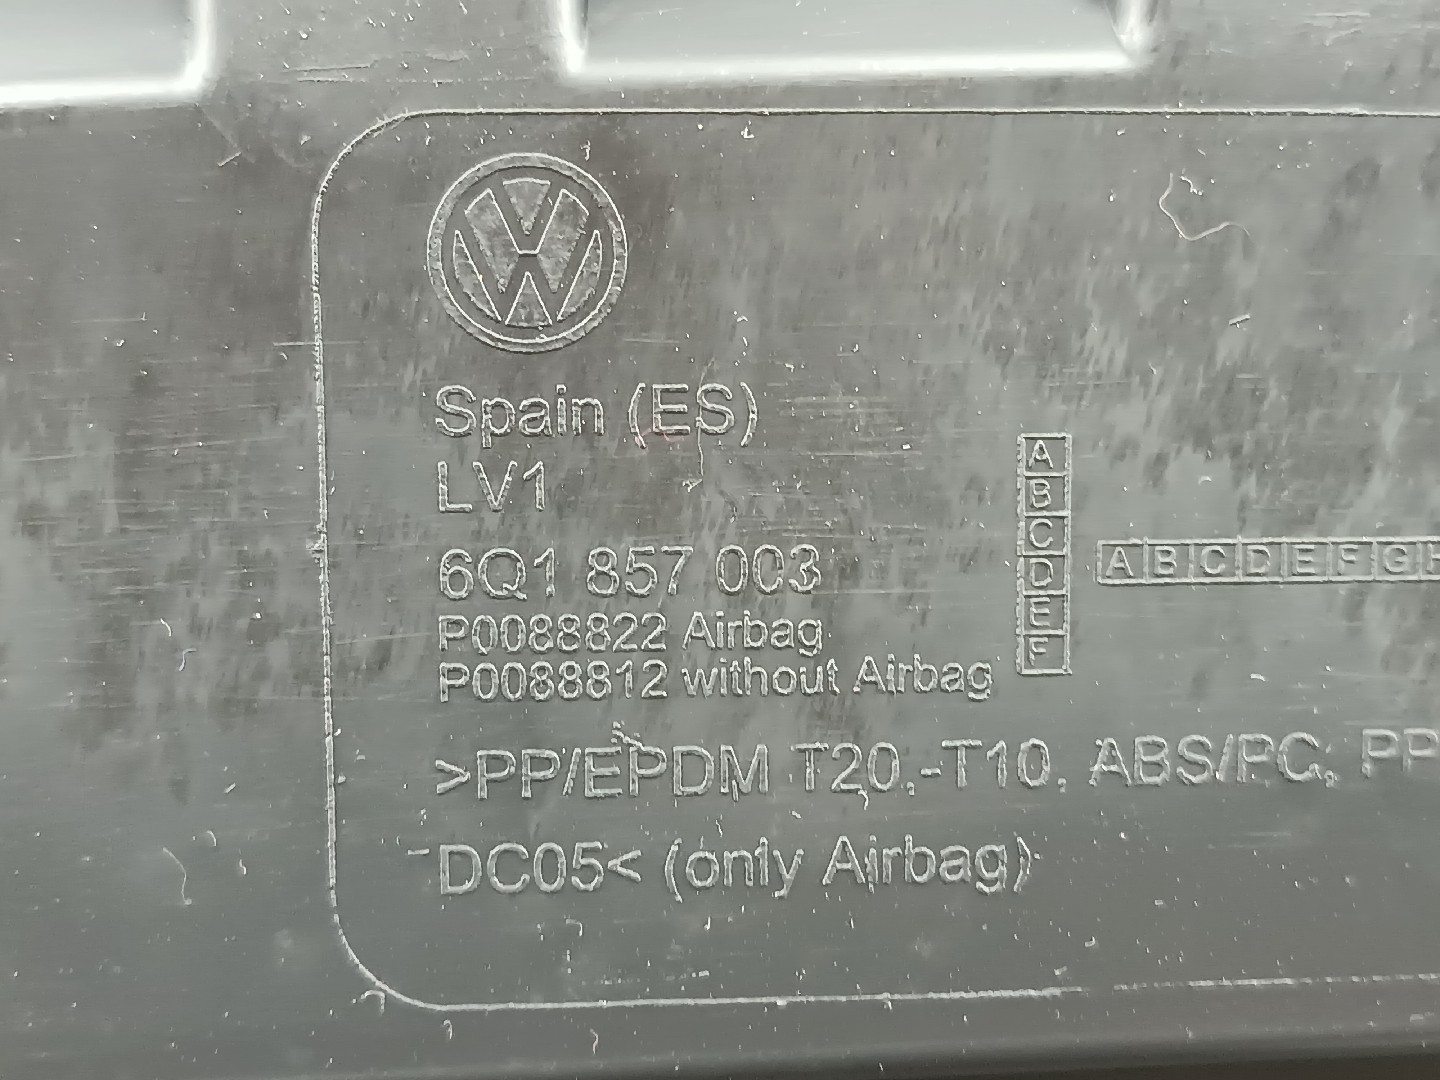 Spain (ES)
LV1
6Q1 857 003
P0088822 Airbag
P0088812 without Airbag
>PP/EPDM T20,-T10, ABS/PC, PP
-DC05< (only Airbag)
A
B
C
D
E
F
A B C D E F G H